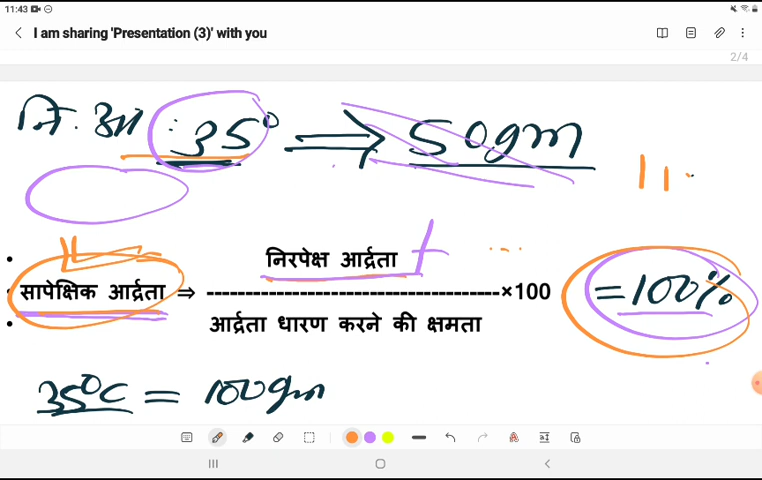 11:43
I am sharing 'Presentation (3)' with you
2/4
नि. आ : 35° ⇒ 50gm
• सापेक्षिक आर्द्रता ⇒ निरपेक्ष आर्द्रता
---------------------------------------×100 = 100%
आर्द्रता धारण करने की क्षमता
35°C = 100gm